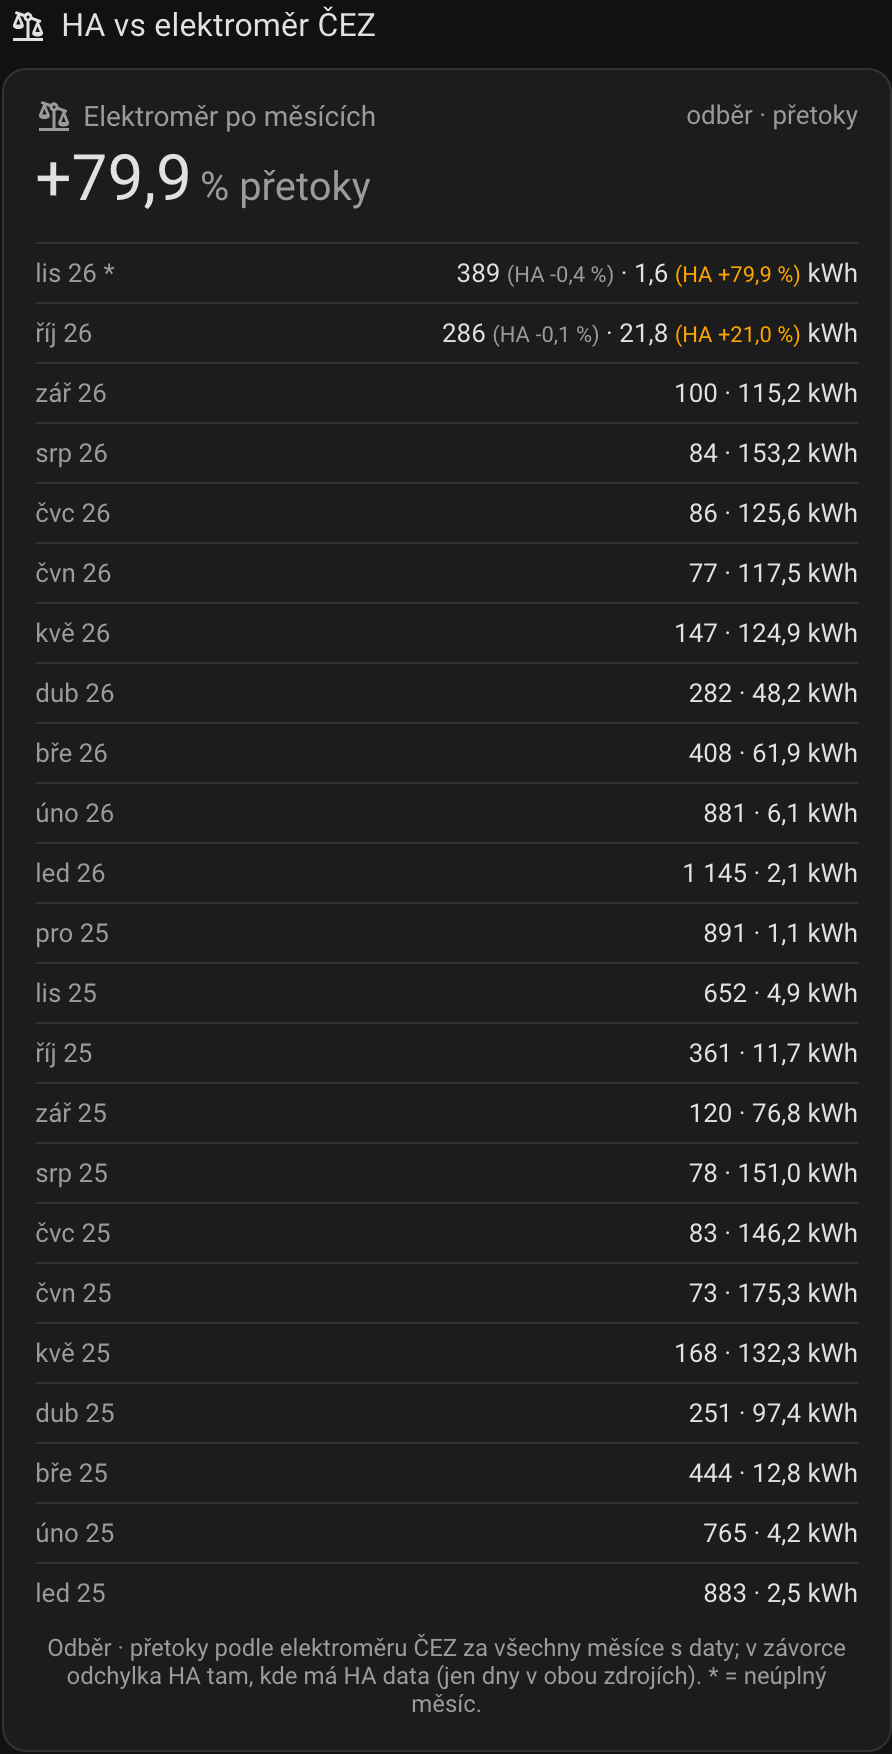 HA vs elektroměr ČEZ
Elektroměr po měsících odběr · přetoky
+79,9 % přetoky
lis 26 * 389 (HA -0,4 %) · 1,6 (HA +79,9 %) kWh
říj 26 286 (HA -0,1 %) · 21,8 (HA +21,0 %) kWh
zář 26 100 · 115,2 kWh
srp 26 84 · 153,2 kWh
čvc 26 86 · 125,6 kWh
čvn 26 77 · 117,5 kWh
kvě 26 147 · 124,9 kWh
dub 26 282 · 48,2 kWh
bře 26 408 · 61,9 kWh
úno 26 881 · 6,1 kWh
led 26 1 145 · 2,1 kWh
pro 25 891 · 1,1 kWh
lis 25 652 · 4,9 kWh
říj 25 361 · 11,7 kWh
zář 25 120 · 76,8 kWh
srp 25 78 · 151,0 kWh
čvc 25 83 · 146,2 kWh
čvn 25 73 · 175,3 kWh
kvě 25 168 · 132,3 kWh
dub 25 251 · 97,4 kWh
bře 25 444 · 12,8 kWh
úno 25 765 · 4,2 kWh
led 25 883 · 2,5 kWh
Odběr · přetoky podle elektroměru ČEZ za všechny měsíce s daty; v závorce
odchylka HA tam, kde má HA data (jen dny v obou zdrojích). * = neúplný
měsíc.